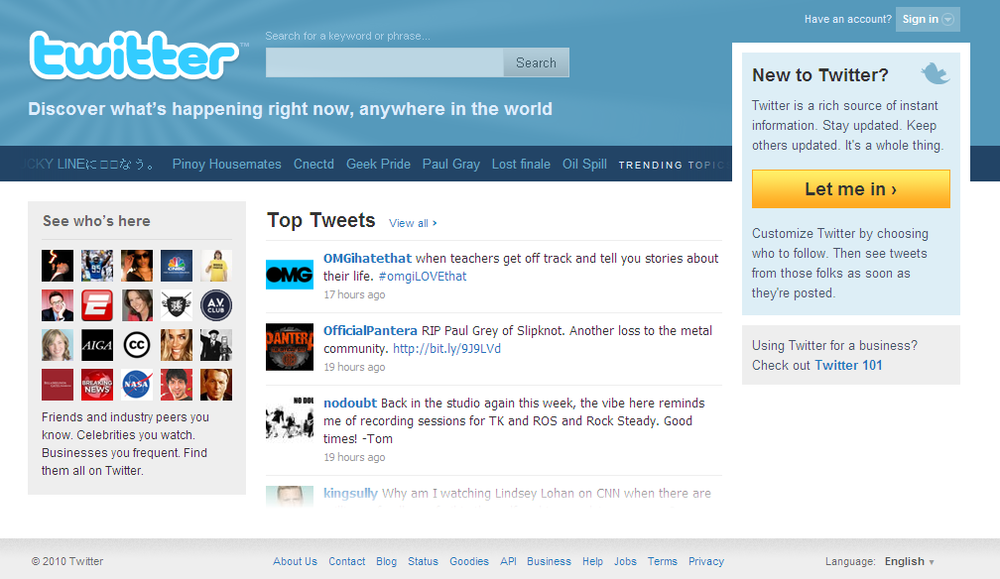 twitter™
Search for a keyword or phrase...
Search
Have an account? Sign in
Discover what's happening right now, anywhere in the world
CKY LINEに なう。 Pinoy Housemates Cnectd Geek Pride Paul Gray Lost finale Oil Spill TRENDING TOPIC
New to Twitter?
Twitter is a rich source of instant
information. Stay updated. Keep
others updated. It's a whole thing.
Let me in ›
Customize Twitter by choosing
who to follow. Then see tweets
from those folks as soon as
they're posted.
Using Twitter for a business?
Check out Twitter 101
See who's here
CNBC
E
A.V.
CLUB
AIGA
cc
BREAKING
NEWS
NASA
Friends and industry peers you
know. Celebrities you watch.
Businesses you frequent. Find
them all on Twitter.
Top Tweets View all ›
OMG
OMGihatethat when teachers get off track and tell you stories about
their life. #omgiLOVEthat
17 hours ago
PANTERA
OfficialPantera RIP Paul Grey of Slipknot. Another loss to the metal
community. http://bit.ly/9J9LVd
19 hours ago
NO DOU
nodoubt Back in the studio again this week, the vibe here reminds
me of recording sessions for TK and ROS and Rock Steady. Good
times! -Tom
19 hours ago
kingsully Why am I watching Lindsey Lohan on CNN when there are
© 2010 Twitter
About Us Contact Blog Status Goodies API Business Help Jobs Terms Privacy
Language: English